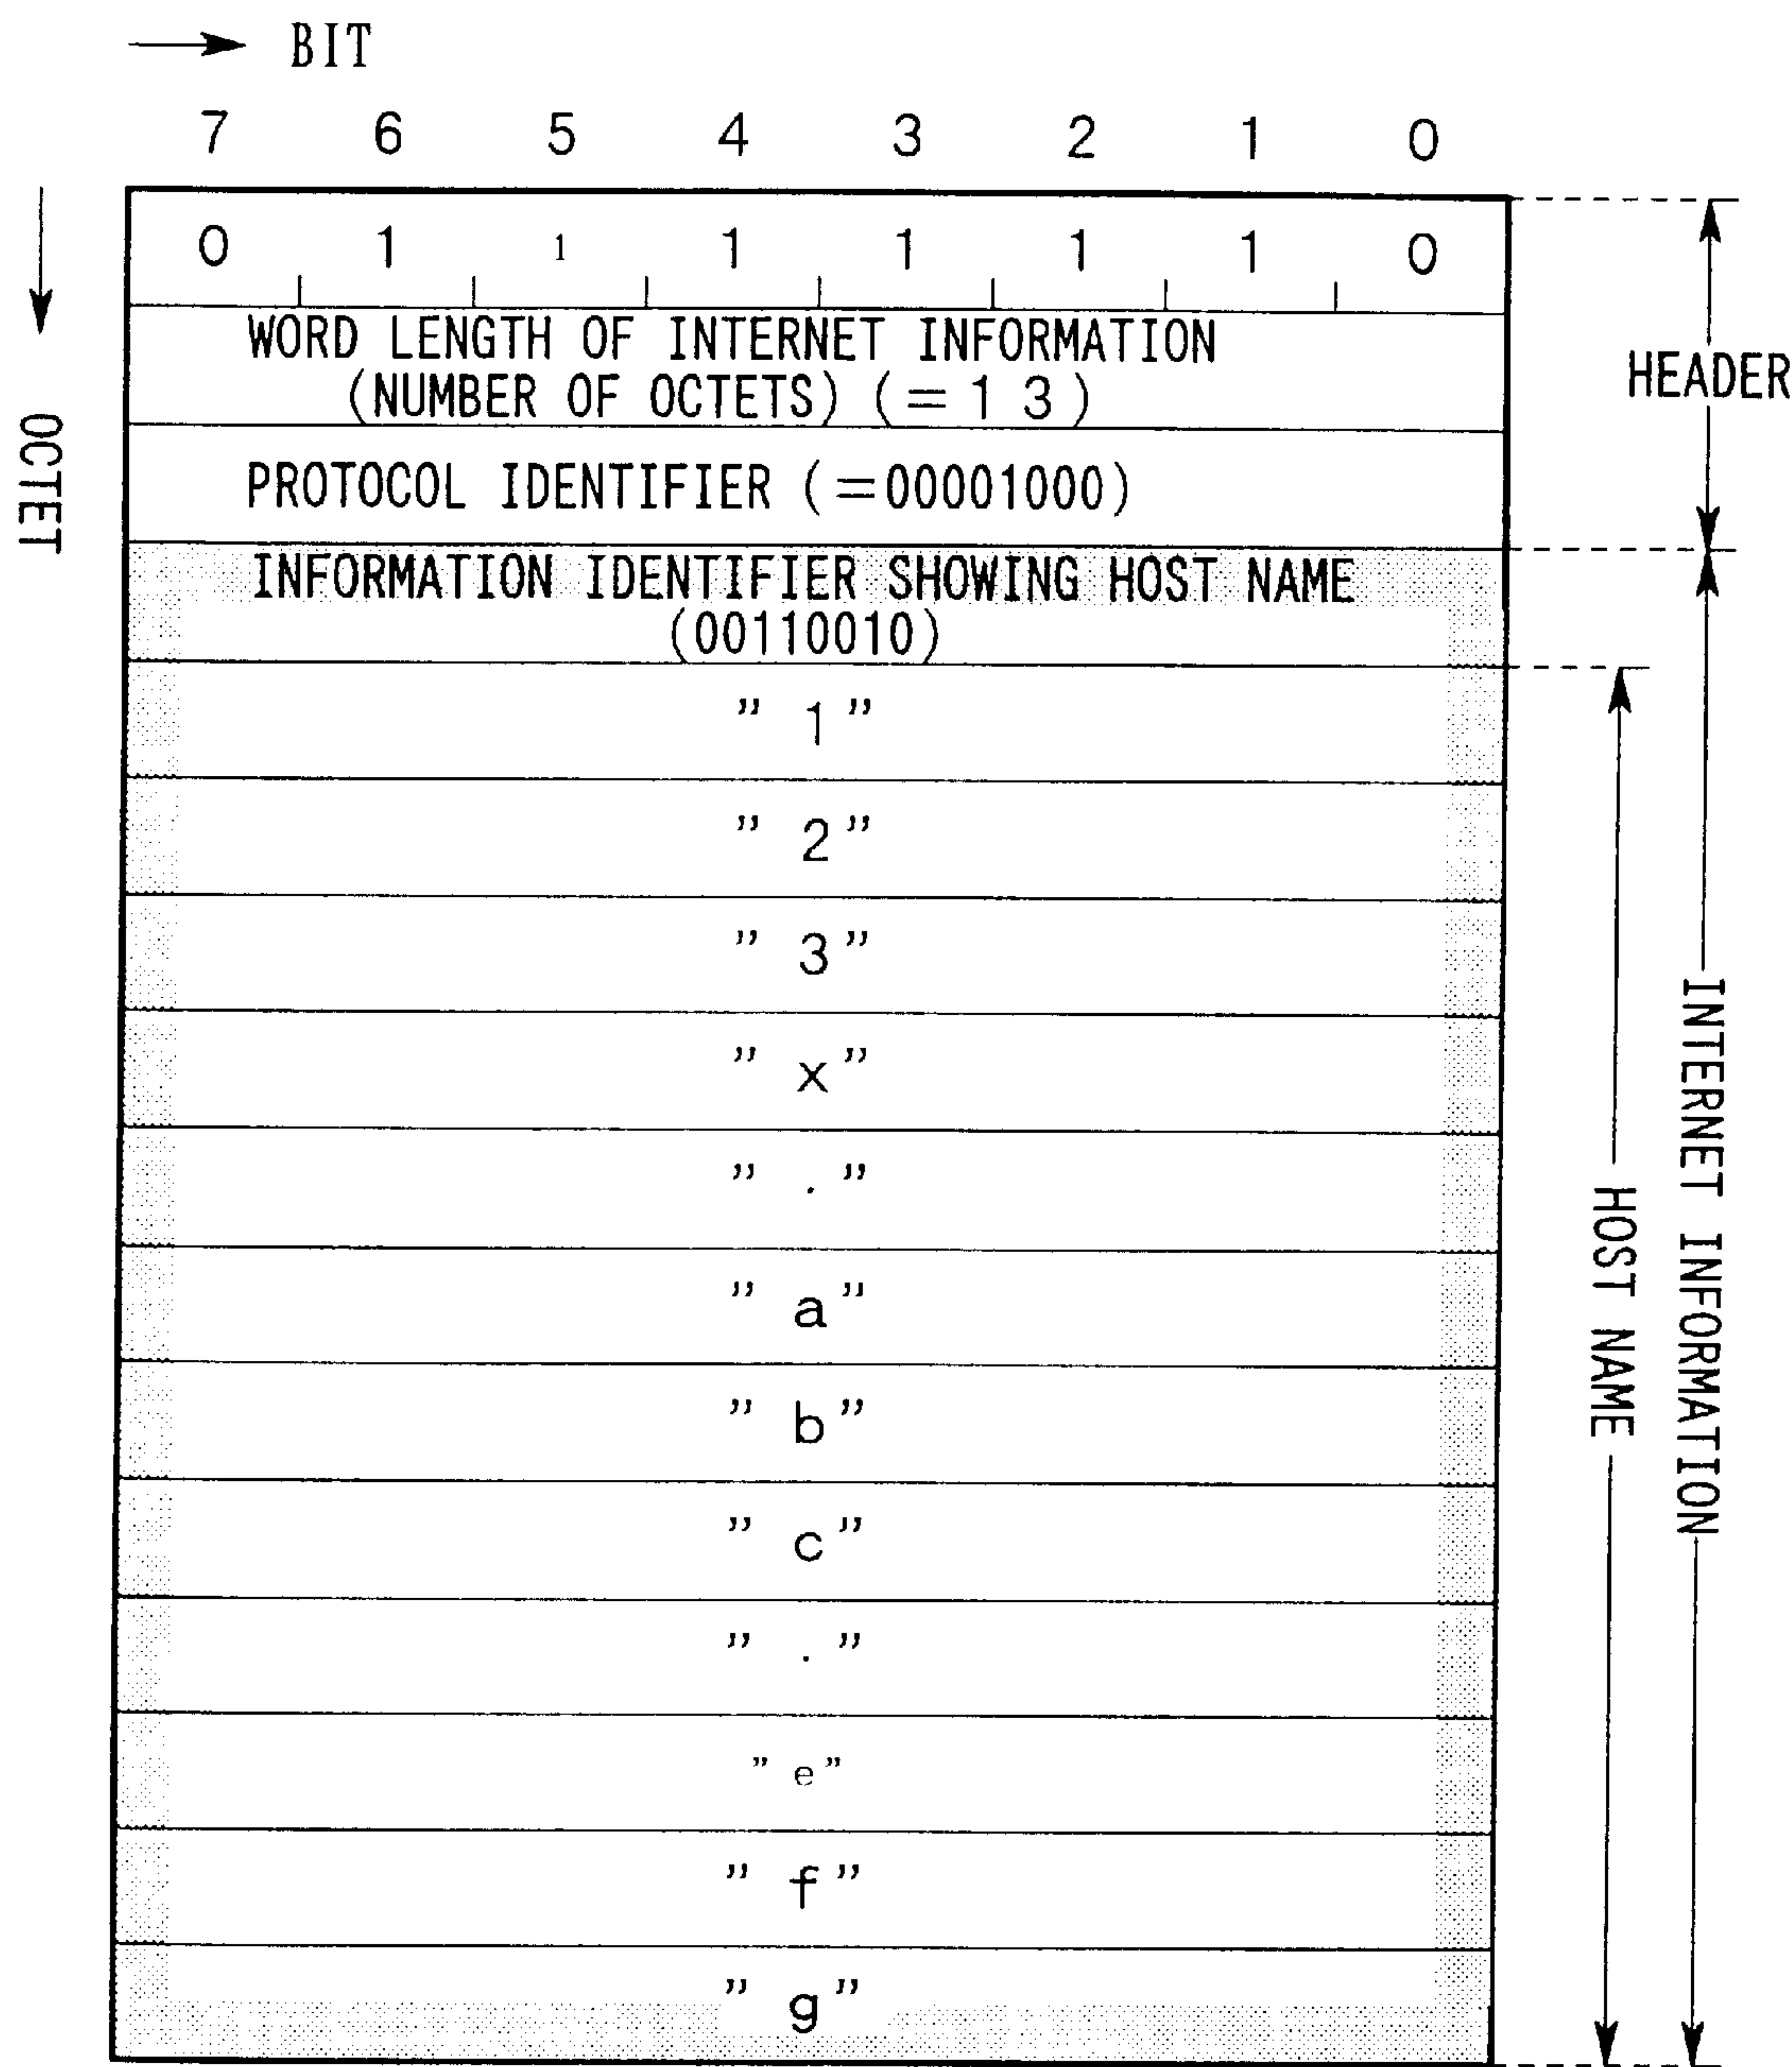 BIT
7 6 5 4 3 2 1 0
0 1 1 1 1 1 1 0
WORD LENGTH OF INTERNET INFORMATION
(NUMBER OF OCTETS) (=13)
PROTOCOL IDENTIFIER (=00001000)
INFORMATION IDENTIFIER SHOWING HOST NAME
(00110010)
" 1 "
" 2 "
" 3 "
" x "
" . "
" a "
" b "
" c "
" . "
" e "
" f "
" g "
OCTET
HEADER
HOST NAME
INTERNET INFORMATION